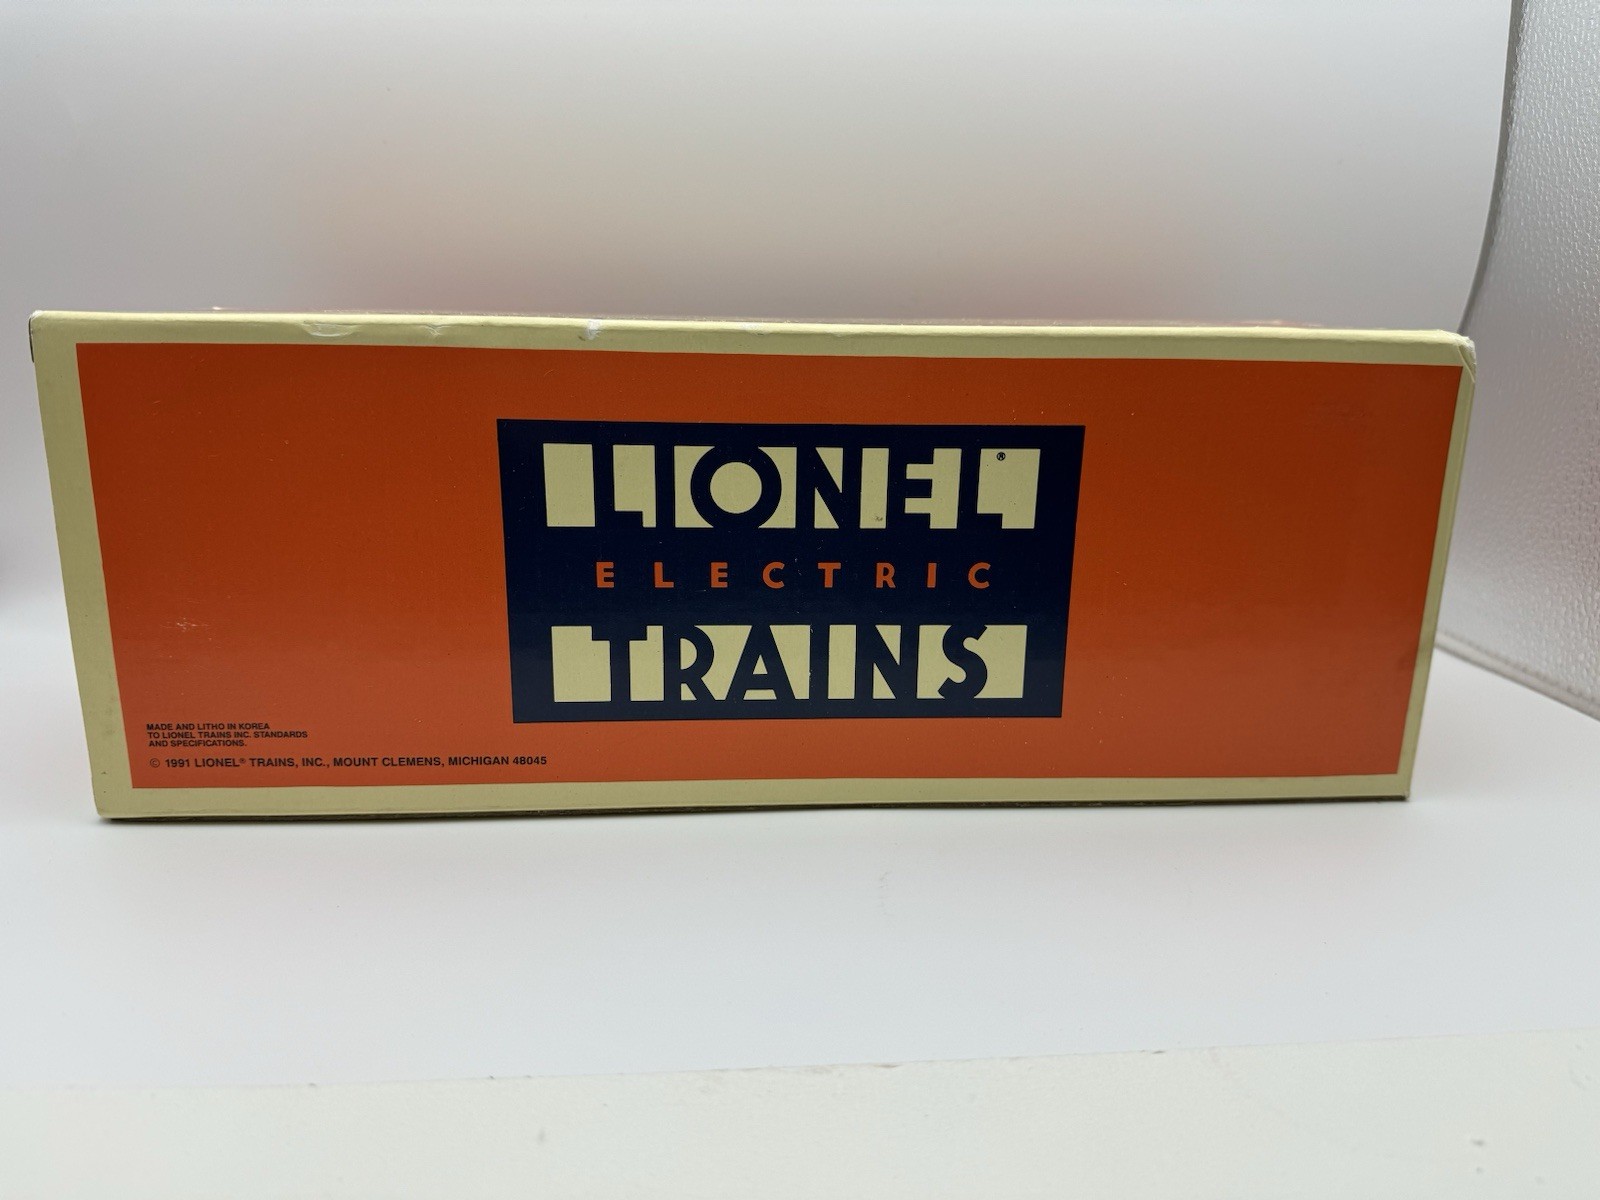 LIONEL®
ELECTRIC
TRAINS
MADE AND LITHO IN KOREA
TO LIONEL TRAINS INC. STANDARDS
AND SPECIFICATIONS.
© 1991 LIONEL® TRAINS, INC., MOUNT CLEMENS, MICHIGAN 48045